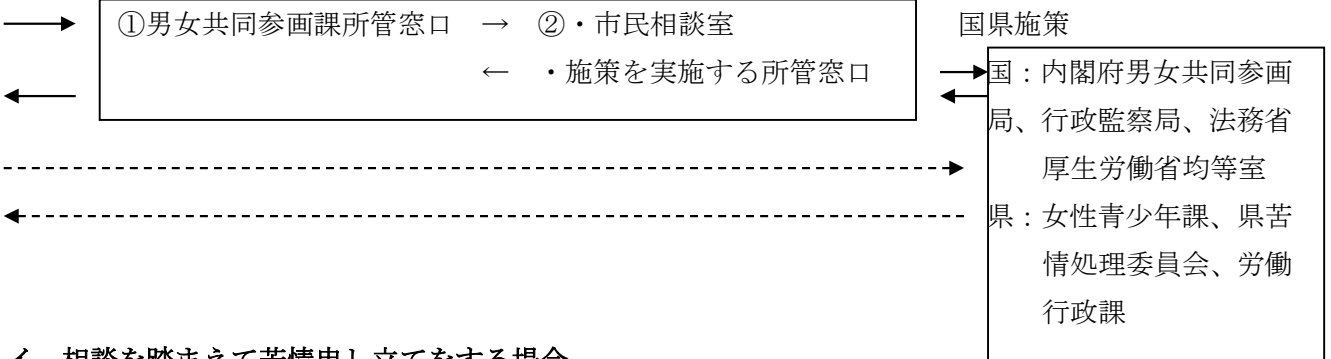 ①男女共同参画課所管窓口 → ②・市民相談室
← ・施策を実施する所管窓口
国県施策
国:内閣府男女共同参画
局、行政監察局、法務省
厚生労働省均等室
県:女性青少年課、県苦
情処理委員会、労働
行政課
イ 相談を踏まえて苦情申し立てをする場合